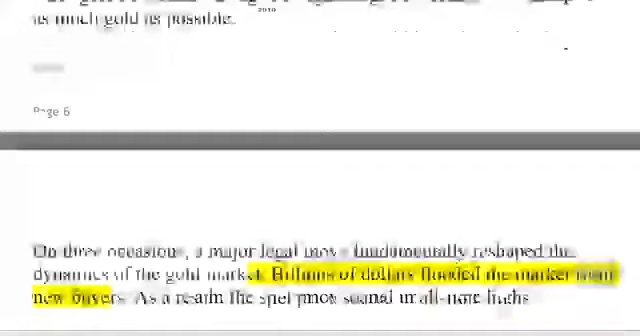 as much gold as possible.
Page 6
On three occasions, a major legal move fundamentally reshaped the
dynamics of the gold market. Billions of dollars flooded the market from
new buyers. As a result the spot price soared to all-time highs